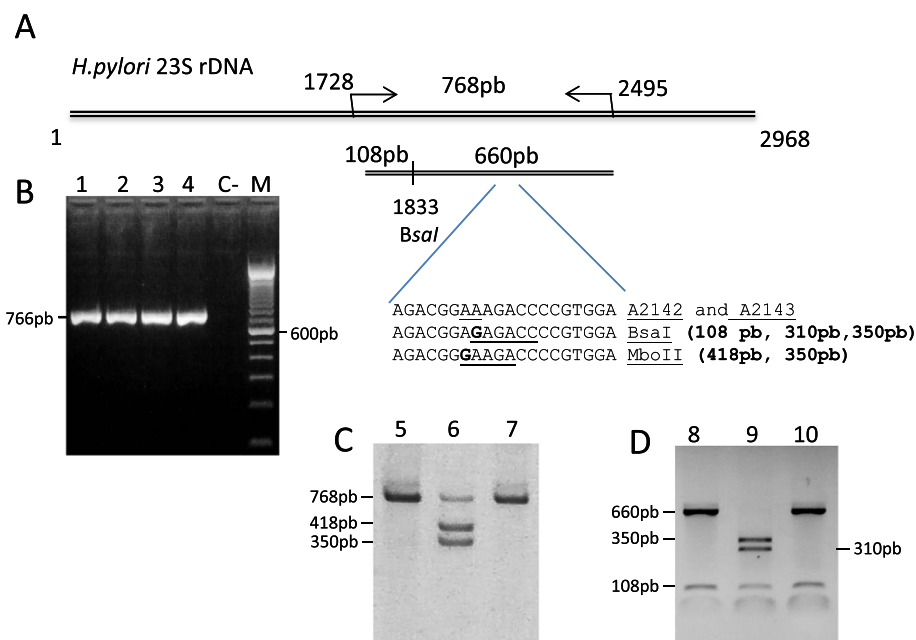 A
H.pylori 23S rDNA
1728
768pb
2495
1
2968
108pb
660pb
1833
BsaI
B
1 2 3 4 C- M
766pb
600pb
AGACGGAAAGACCCCGTGGA A2142 and A2143
AGACGGAGAGACCCCGTGGA BsaI (108 pb, 310pb,350pb)
AGACGGGAAGACCCCGTGGA MboII (418pb, 350pb)
C
5 6 7
768pb
418pb
350pb
D
8 9 10
660pb
350pb
310pb
108pb